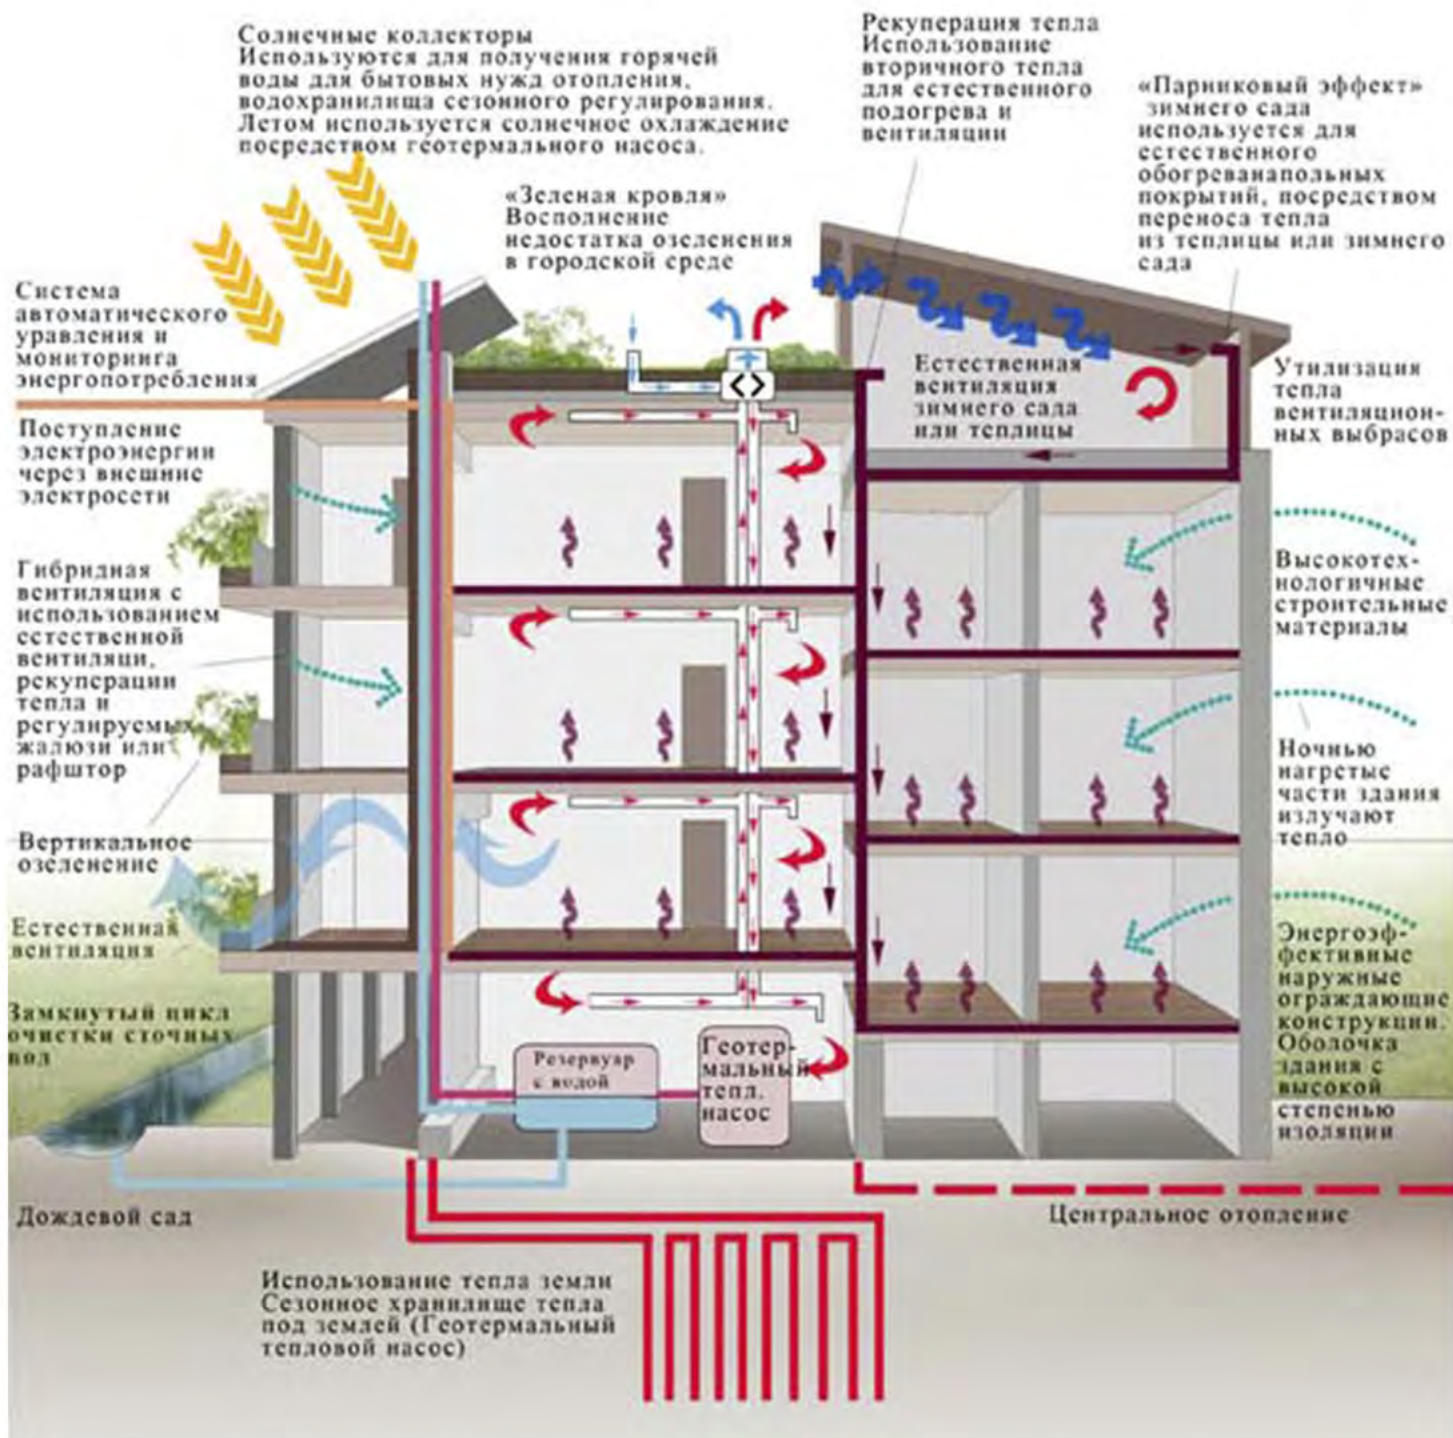 Солнечные коллекторы
Используются для получения горячей
воды для бытовых нужд отопления,
водохранилища сезонного регулирования.
Летом используется солнечное охлаждение
посредством геотермального насоса.
Рекуперация тепла
Использование
вторичного тепла
для естественного
подогрева и
вентиляции
«Парниковый эффект»
зимнего сада
используется для
естественного
обогреванапольных
покрытий, посредством
переноса тепла
из теплицы или зимнего
сада
«Зеленая кровля»
Восполнение
недостатка озеленения
в городской среде
Система
автоматического
уравления и
мониторинга
энергопотребления
Поступление
электроэнергии
через внешние
электросети
Гибридная
вентиляция с
использованием
естественной
вентиляци,
рекуперации
тепла и
регулируемых
жалюзи или
рафштор
Вертикальное
озеленение
Естественная
вентиляция
Замкнутый цикл
очистки сточных
вод
Дождевой сад
Естественная
вентиляция
зимнего сада
или теплицы
Утилизация
тепла
вентиляцион-
ных выбрасов
Высокотех-
нологичные
строительные
материалы
Ночнью
нагретые
части здания
излучают
тепло
Энергоэф-
фективные
наружные
ограждающие
конструкции.
Оболочка
здания с
высокой
степенью
изоляции
Резервуар
с водой
Геотер-
мальный
тепл.
насос
Центральное отопление
Использование тепла земли
Сезонное хранилище тепла
под землей (Геотермальный
тепловой насос)